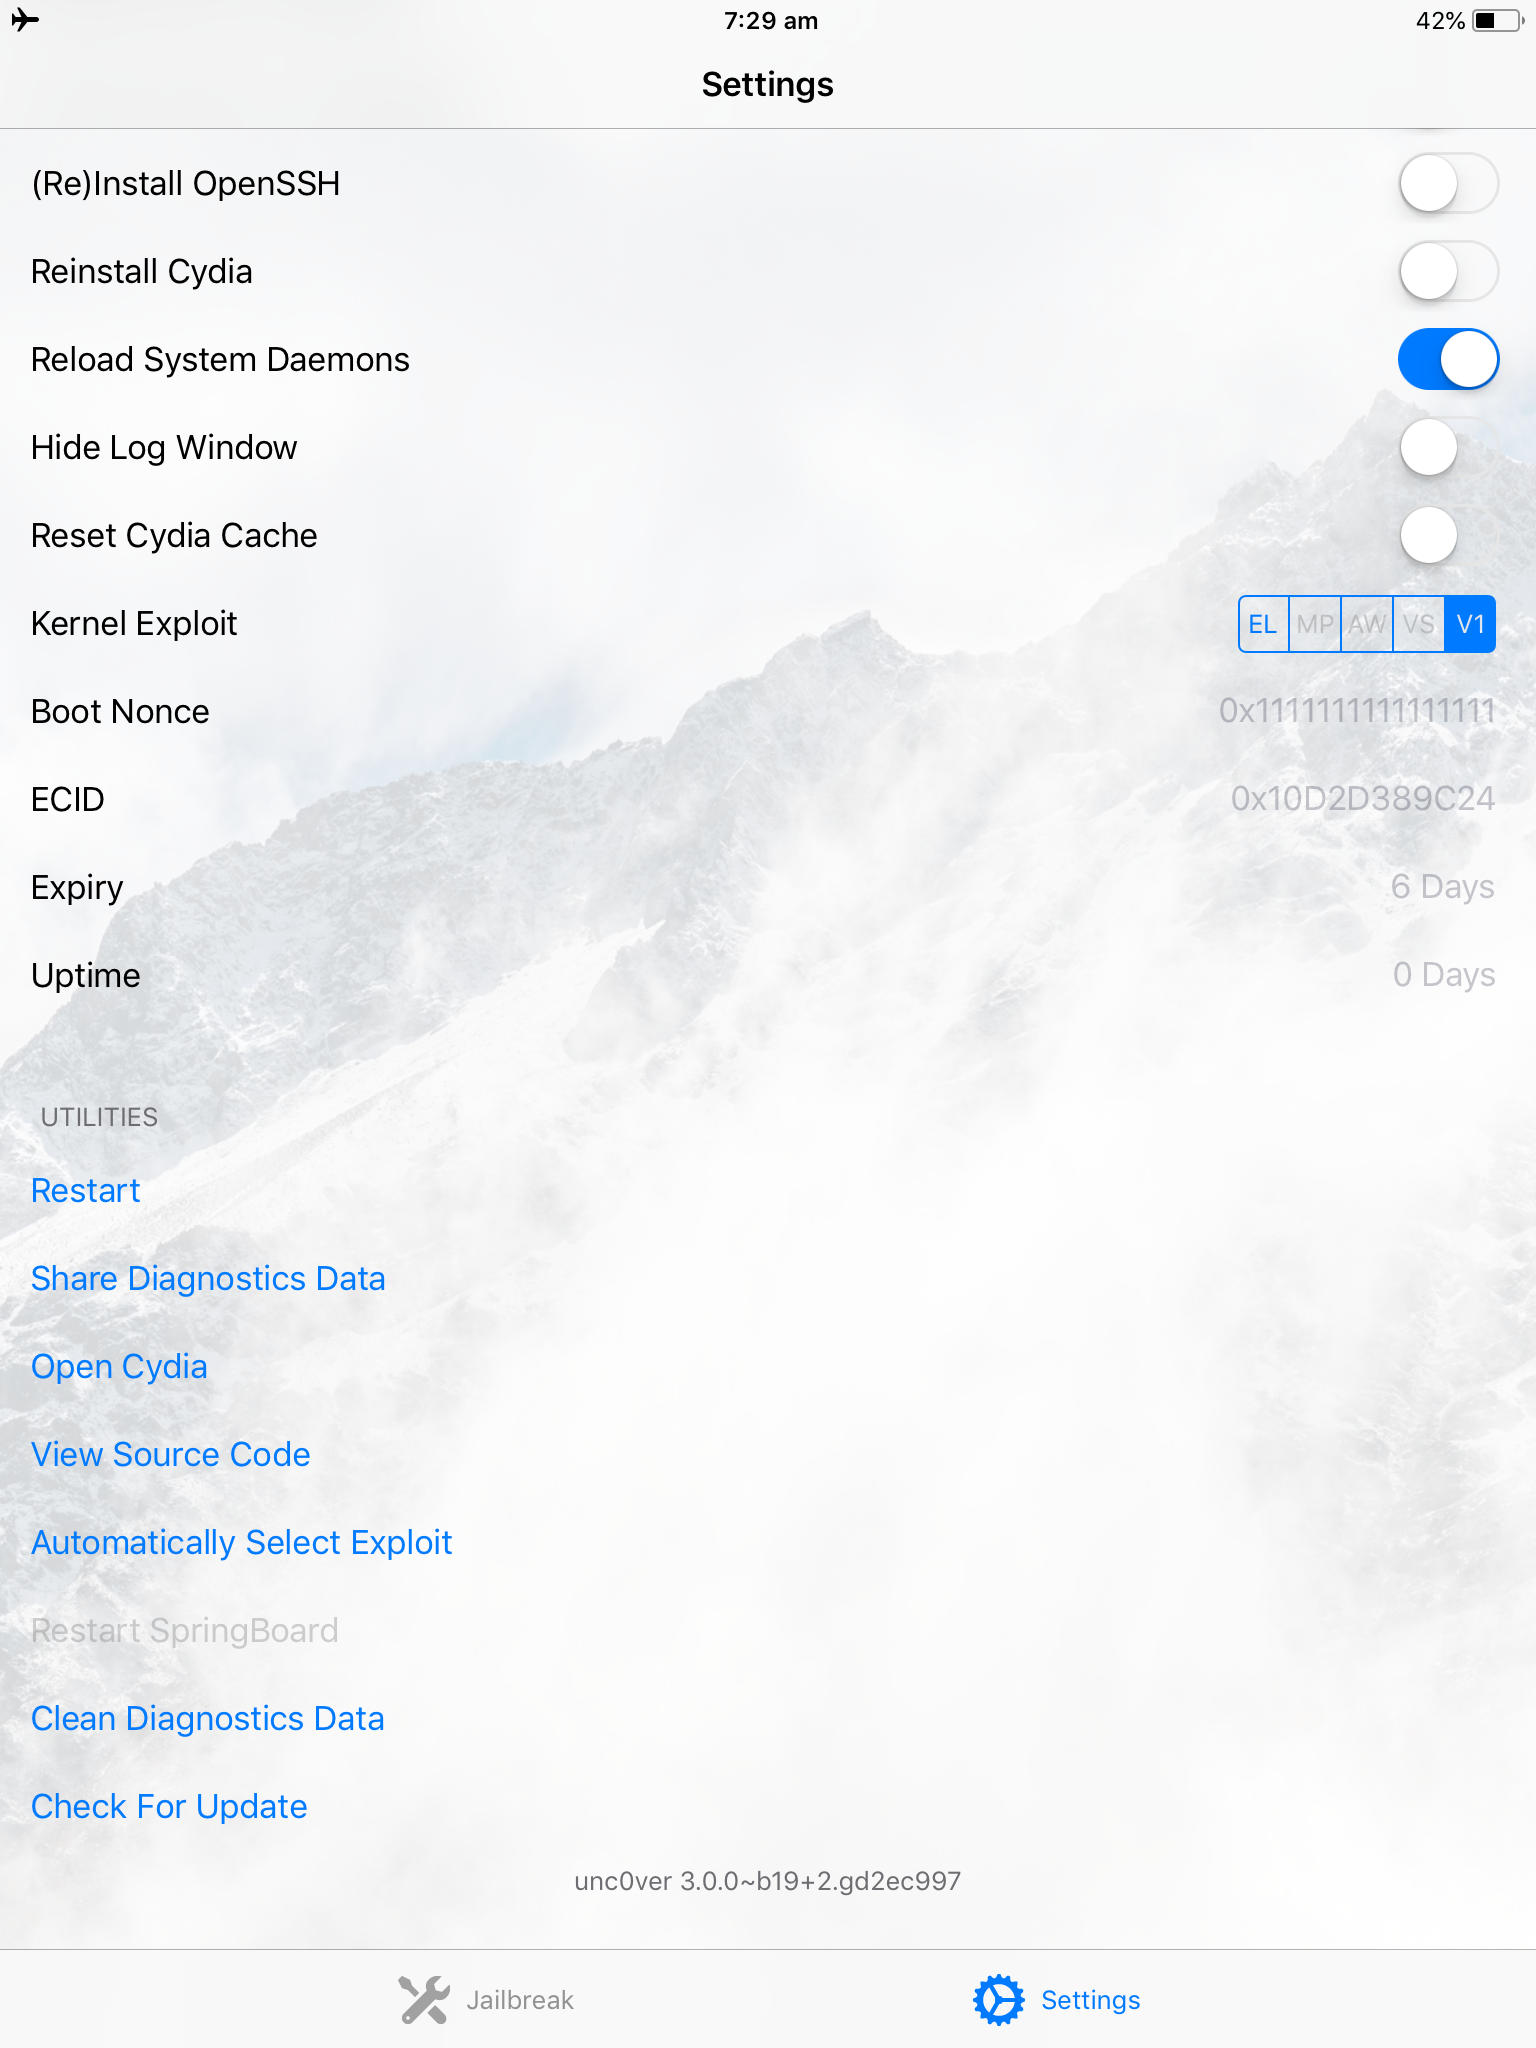 7:29 am 42%
Settings
(Re)Install OpenSSH
Reinstall Cydia
Reload System Daemons
Hide Log Window
Reset Cydia Cache
Kernel Exploit EL MP AW VS V1
Boot Nonce 0x1111111111111111
ECID 0x10D2D389C24
Expiry 6 Days
Uptime 0 Days
UTILITIES
Restart
Share Diagnostics Data
Open Cydia
View Source Code
Automatically Select Exploit
Restart SpringBoard
Clean Diagnostics Data
Check For Update
unc0ver 3.0.0~b19+2.gd2ec997
Jailbreak Settings